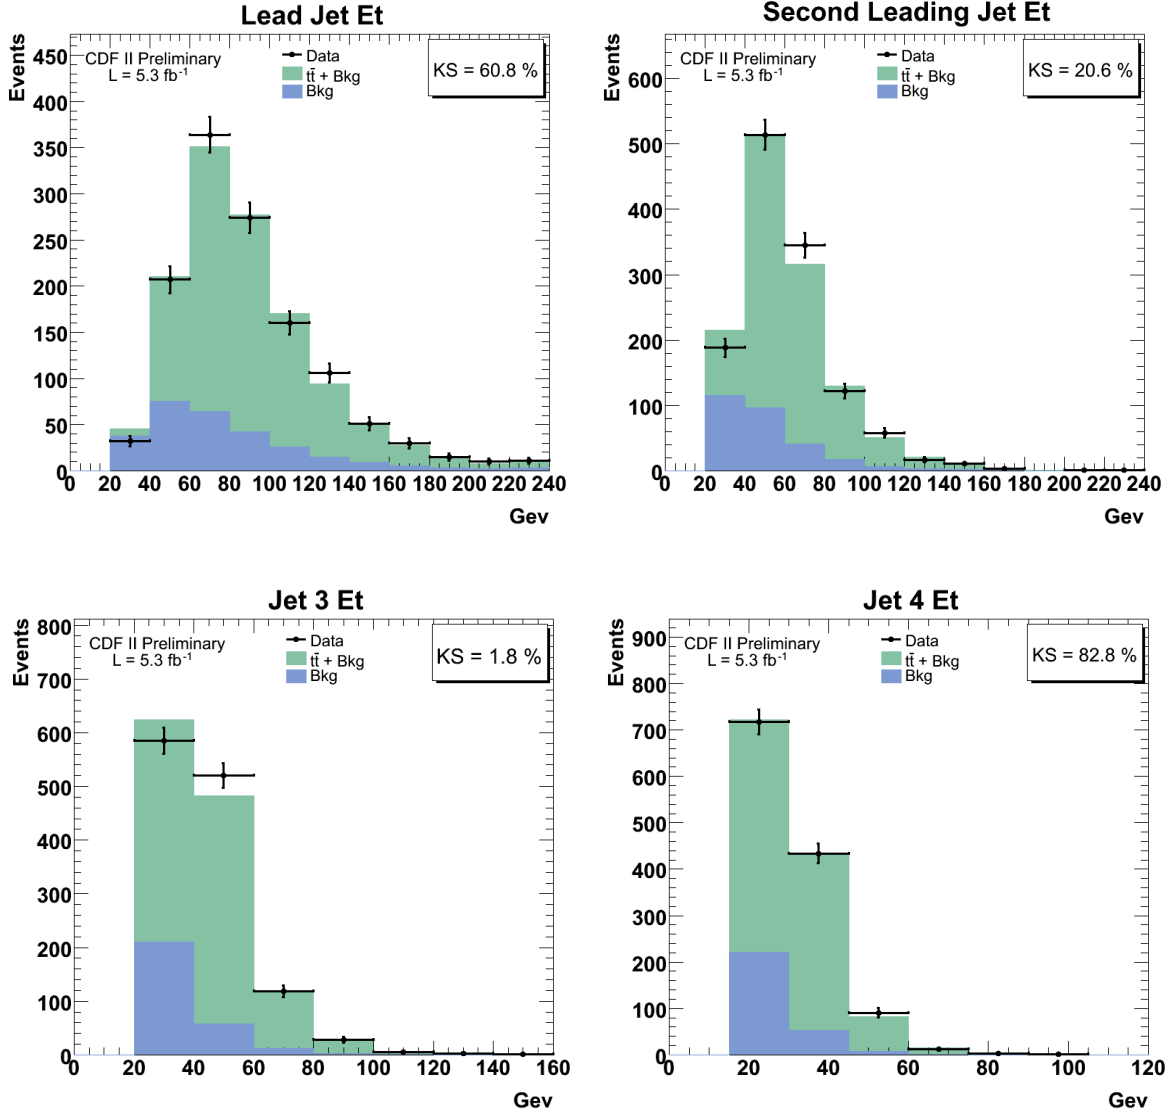 Lead Jet Et
Events
450
400
350
300
250
200
150
100
50
0
CDF II Preliminary
L = 5.3 fb-1
Data
tt̄ + Bkg
Bkg
KS = 60.8 %
0 20 40 60 80 100 120 140 160 180 200 220 240
Gev
Second Leading Jet Et
Events
600
500
400
300
200
100
0
CDF II Preliminary
L = 5.3 fb-1
Data
tt̄ + Bkg
Bkg
KS = 20.6 %
0 20 40 60 80 100 120 140 160 180 200 220 240
Gev
Jet 3 Et
Events
800
700
600
500
400
300
200
100
0
CDF II Preliminary
L = 5.3 fb-1
Data
tt̄ + Bkg
Bkg
KS = 1.8 %
0 20 40 60 80 100 120 140 160
Gev
Jet 4 Et
Events
900
800
700
600
500
400
300
200
100
0
CDF II Preliminary
L = 5.3 fb-1
Data
tt̄ + Bkg
Bkg
KS = 82.8 %
0 20 40 60 80 100 120
Gev